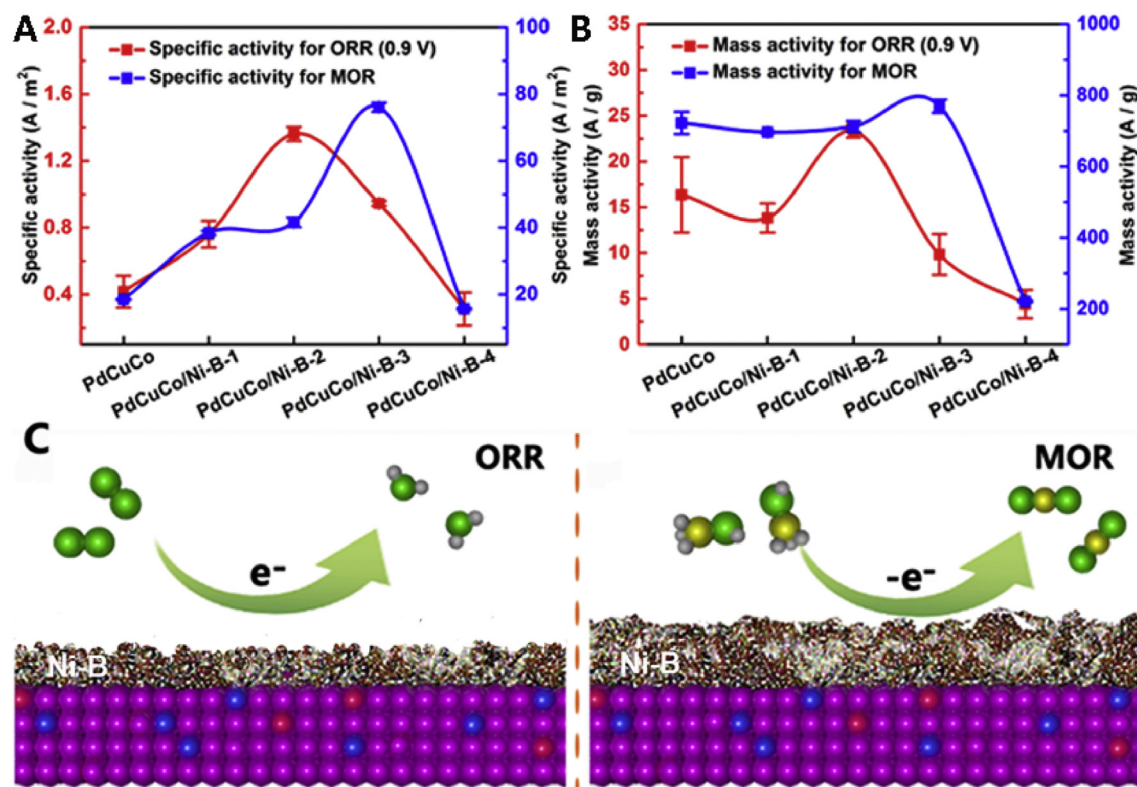 A
Specific activity for ORR (0.9 V)
Specific activity for MOR
Specific activity (A / m²)
2.0
1.6
1.2
0.8
0.4
Specific activity (A / m²)
100
80
60
40
20
PdCuCo
PdCuCo/Ni-B-1
PdCuCo/Ni-B-2
PdCuCo/Ni-B-3
PdCuCo/Ni-B-4
B
Mass activity for ORR (0.9 V)
Mass activity for MOR
Mass activity (A / g)
35
30
25
20
15
10
5
0
Mass activity (A / g)
1000
800
600
400
200
PdCuCo
PdCuCo/Ni-B-1
PdCuCo/Ni-B-2
PdCuCo/Ni-B-3
PdCuCo/Ni-B-4
C
ORR
e⁻
Ni-B
MOR
-e⁻
Ni-B